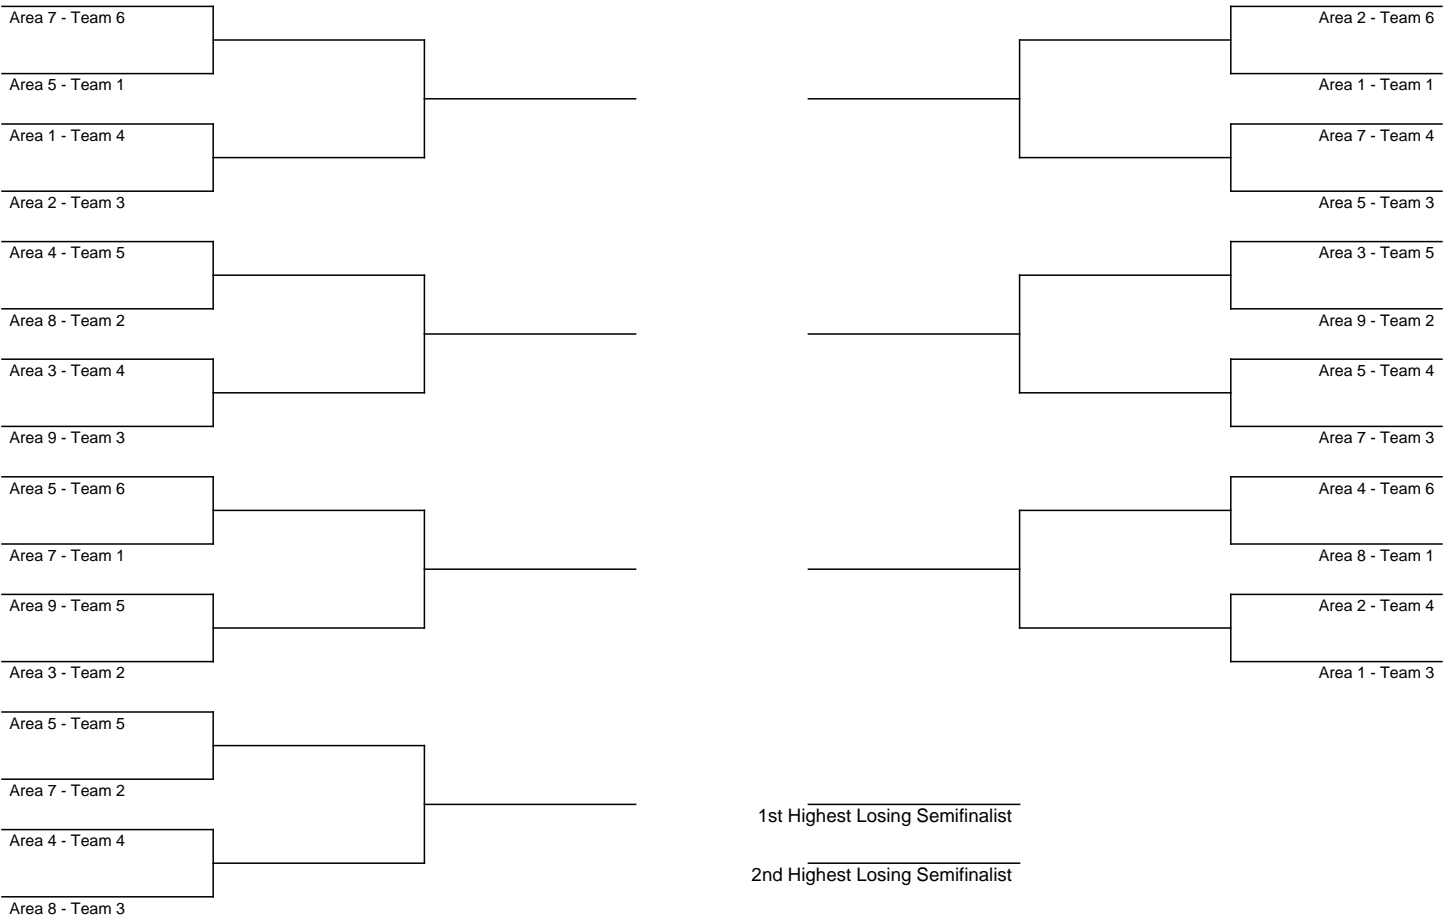 Area 7 - Team 6
Area 5 - Team 1
Area 1 - Team 4
Area 2 - Team 3
Area 4 - Team 5
Area 8 - Team 2
Area 3 - Team 4
Area 9 - Team 3
Area 5 - Team 6
Area 7 - Team 1
Area 9 - Team 5
Area 3 - Team 2
Area 5 - Team 5
Area 7 - Team 2
Area 4 - Team 4
Area 8 - Team 3
Area 2 - Team 6
Area 1 - Team 1
Area 7 - Team 4
Area 5 - Team 3
Area 3 - Team 5
Area 9 - Team 2
Area 5 - Team 4
Area 7 - Team 3
Area 4 - Team 6
Area 8 - Team 1
Area 2 - Team 4
Area 1 - Team 3
1st Highest Losing Semifinalist
2nd Highest Losing Semifinalist